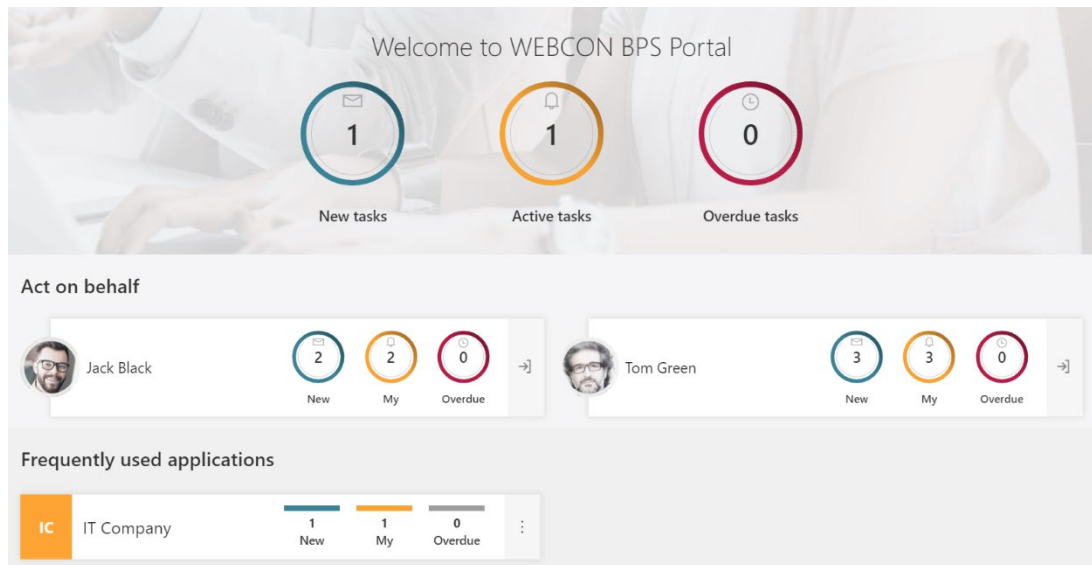 Welcome to WEBCON BPS Portal
1
New tasks
1
Active tasks
0
Overdue tasks
Act on behalf
Jack Black
2
New
2
My
0
Overdue
Tom Green
3
New
3
My
0
Overdue
Frequently used applications
IC
IT Company
1
New
1
My
0
Overdue